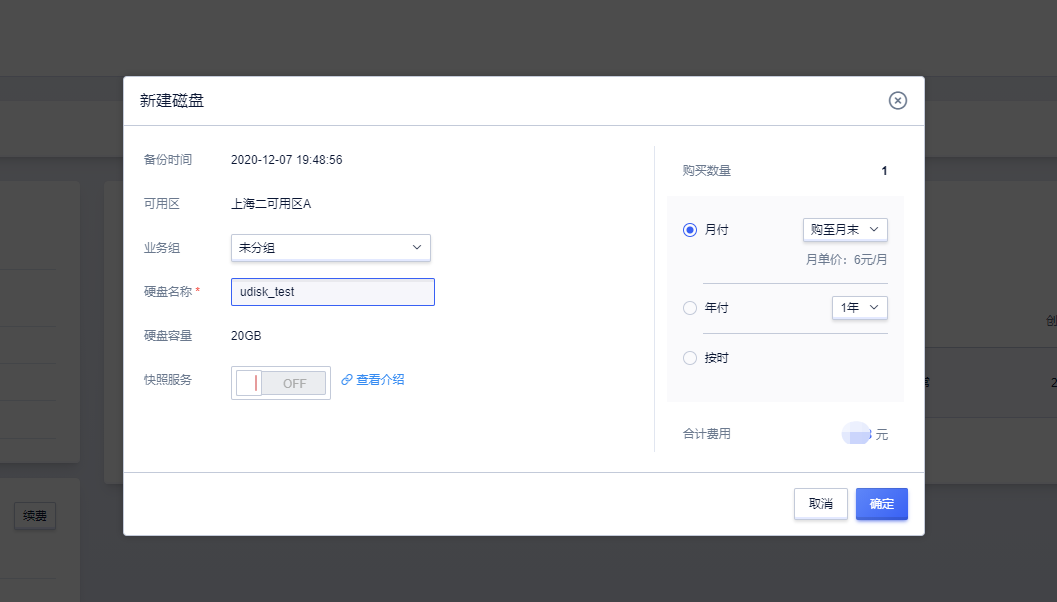 新建磁盘
备份时间 2020-12-07 19:48:56
可用区 上海二可用区A
业务组 未分组
硬盘名称 * udisk_test
硬盘容量 20GB
快照服务 OFF 查看介绍
购买数量 1
月付 购至月末
月单价：6元/月
年付 1年
按时
合计费用 元
取消 确定
续费
创
2